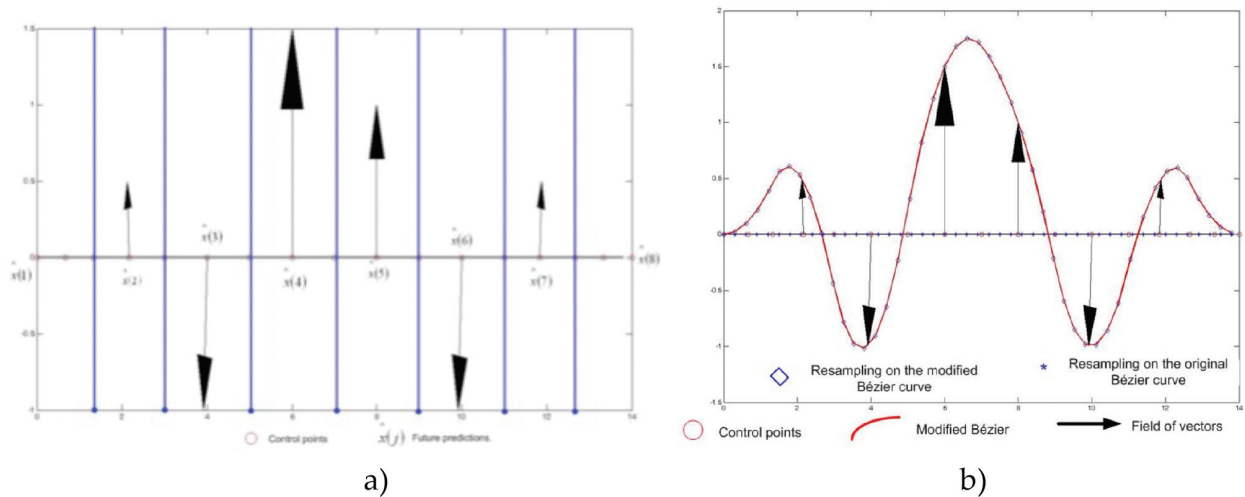 1.5
1
0.5
0
-0.5
-1
x̂(1)
x̂(2)
x̂(3)
x̂(4)
x̂(5)
x̂(6)
x̂(7)
x̂(8)
0 2 4 6 8 10 12 14
Control points x̂(j) Future predictions.
a)
2
1.5
1
0.5
0
-0.5
-1
-1.5
0 2 4 6 8 10 12 14
Resampling on the modified
Bézier curve
* Resampling on the original
Bézier curve
Control points Modified Bézier Field of vectors
b)